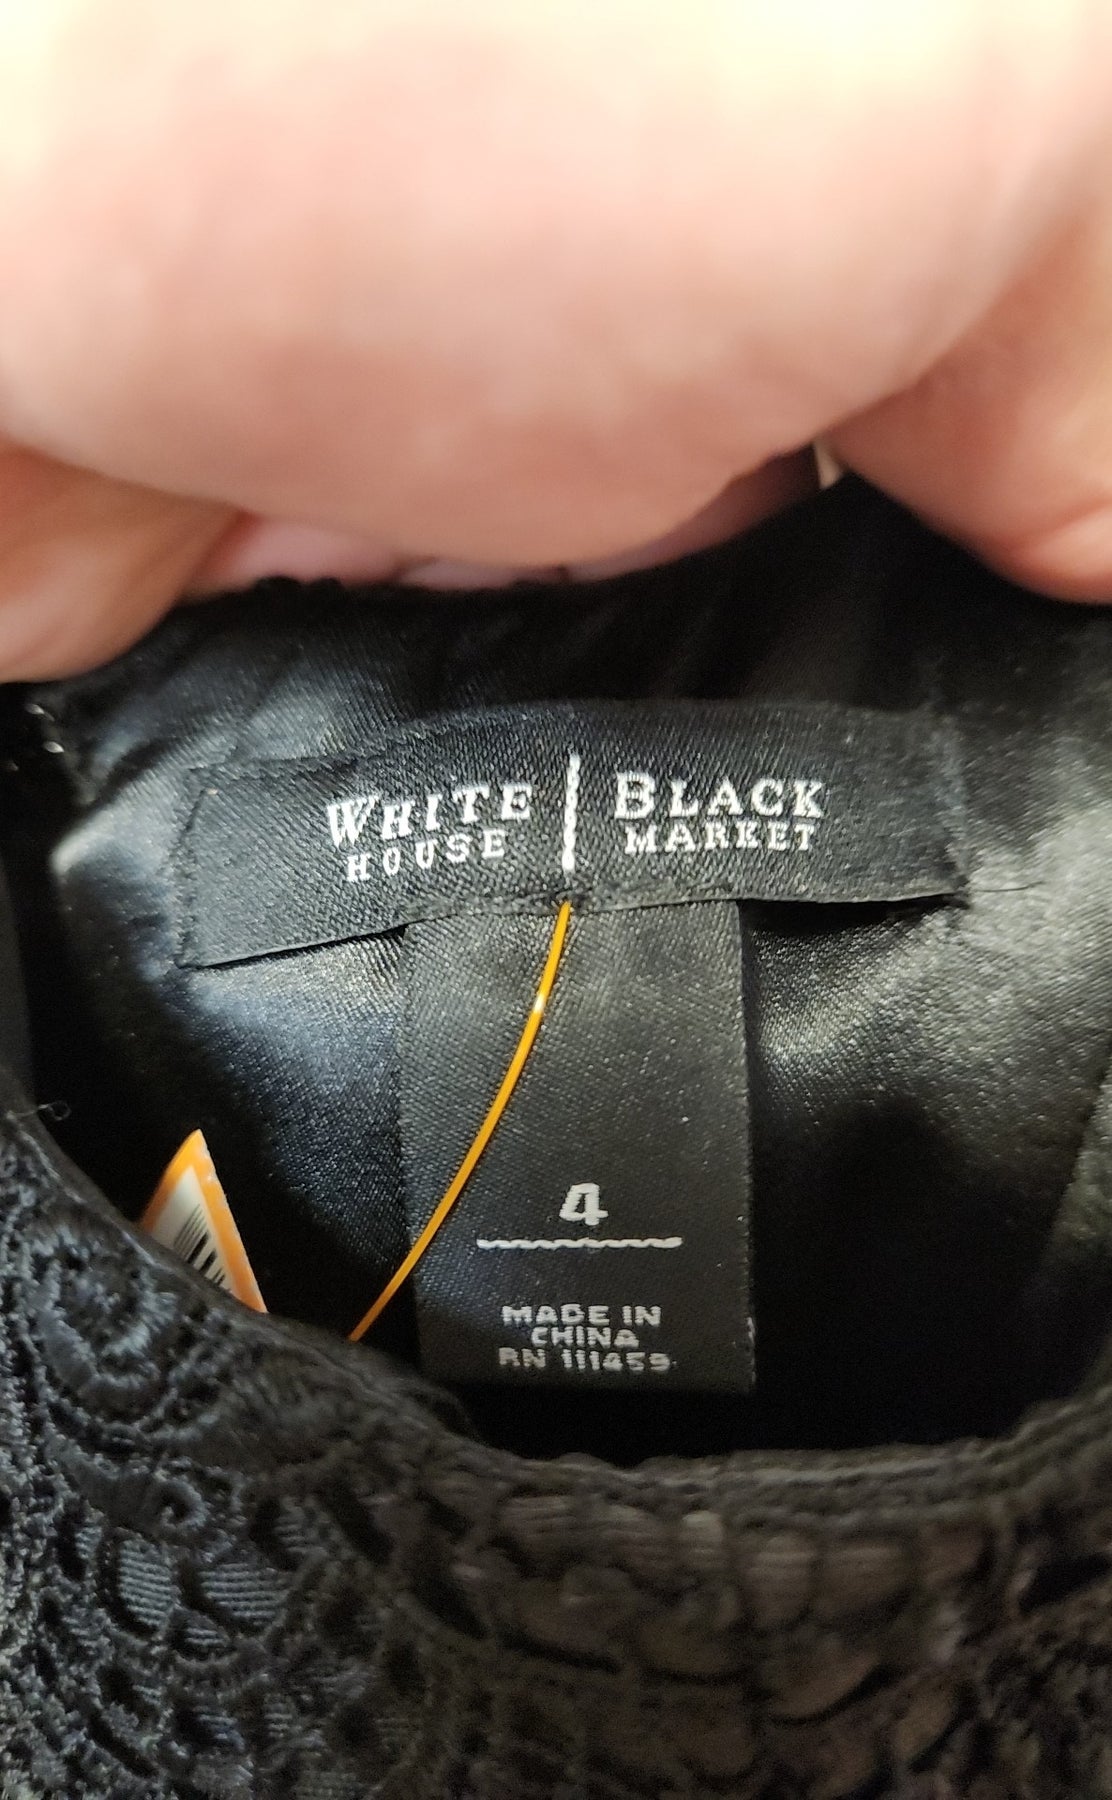 WHITE | BLACK
HOUSE | MARKET
4
MADE IN
CHINA
RN 111459